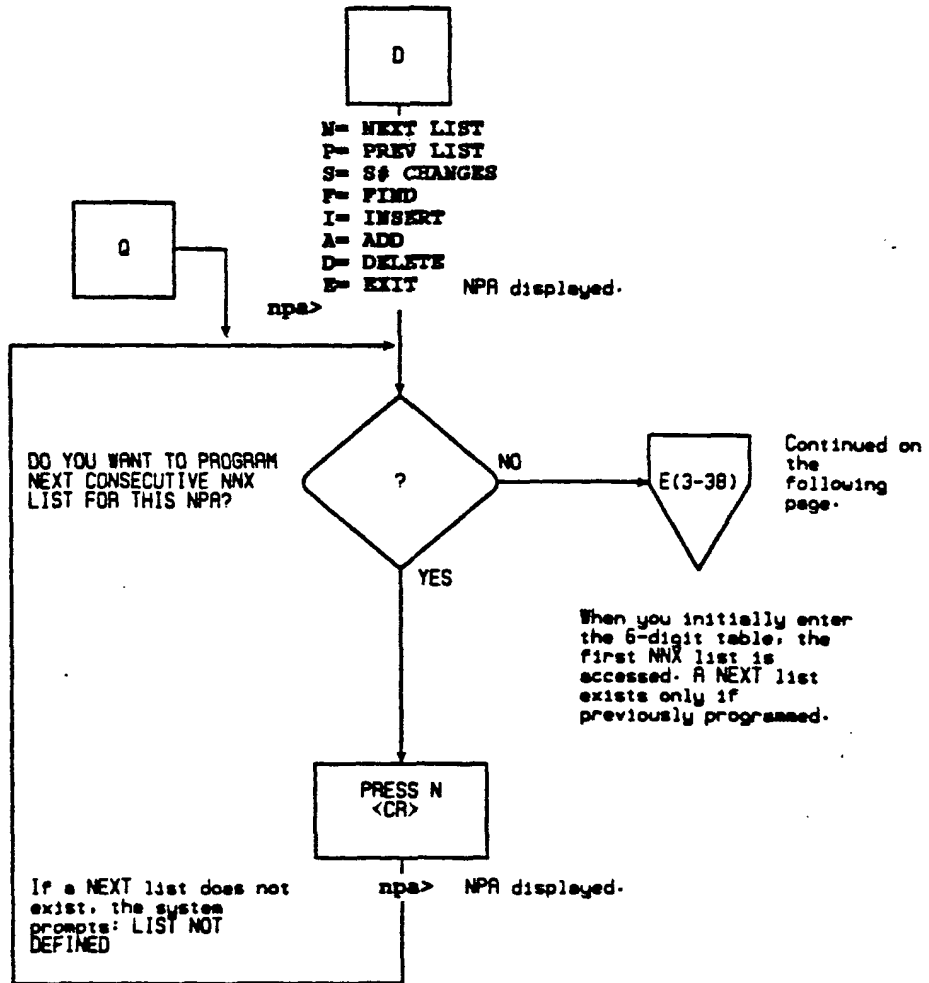 D
N= NEXT LIST
P= PREV LIST
S= S# CHANGES
F= FIND
I= INSERT
A= ADD
D= DELETE
E= EXIT NPA displayed.
npa>
Q
DO YOU WANT TO PROGRAM
NEXT CONSECUTIVE NNX
LIST FOR THIS NPA?
?
NO
E(3-38)
Continued on
the
following
page.
YES
When you initially enter
the 6-digit table, the
first NNX list is
accessed. A NEXT list
exists only if
previously programmed.
PRESS N
<CR>
npa> NPA displayed.
If a NEXT list does not
exist, the system
prompts: LIST NOT
DEFINED